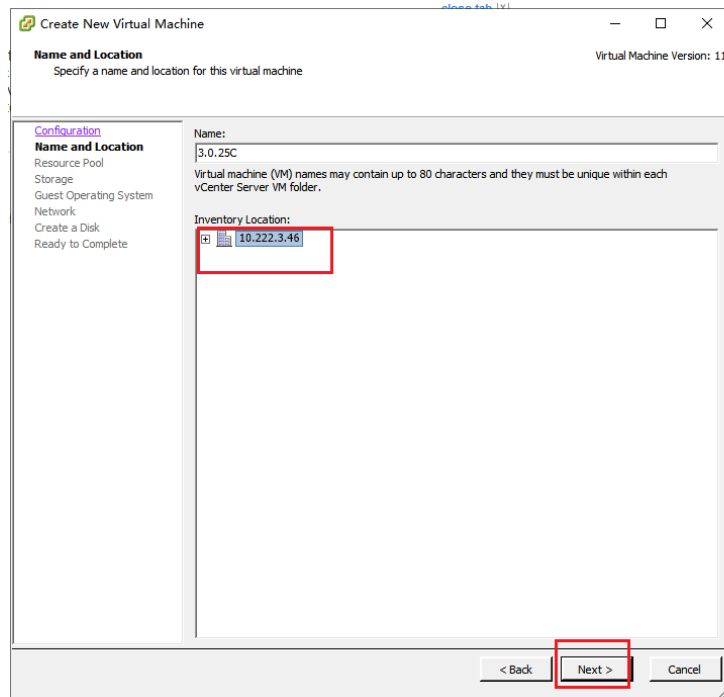 close tab [x]
Create New Virtual Machine
Name and Location
Virtual Machine Version: 11
Specify a name and location for this virtual machine
Configuration
Name and Location
Resource Pool
Storage
Guest Operating System
Network
Create a Disk
Ready to Complete
Name:
3.0.25C
Virtual machine (VM) names may contain up to 80 characters and they must be unique within each
vCenter Server VM folder.
Inventory Location:
10.222.3.46
< Back
Next >
Cancel